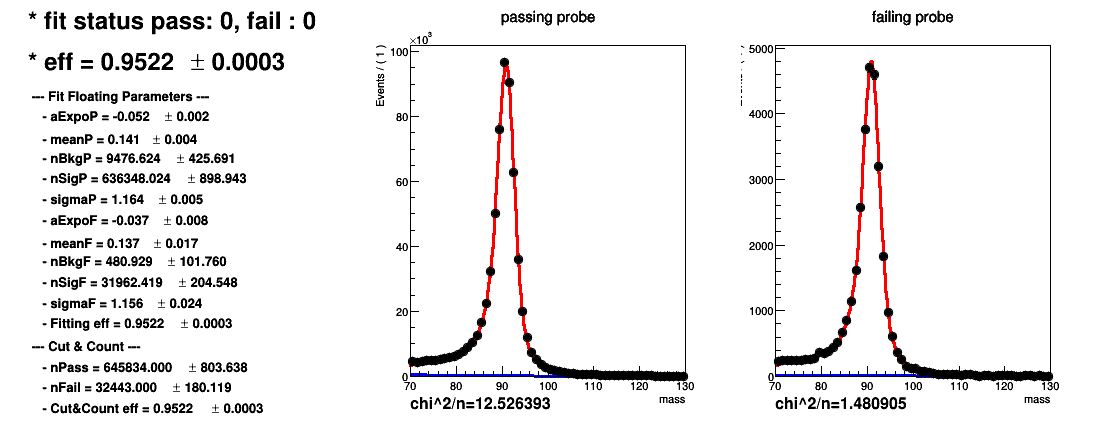 * fit status pass: 0, fail : 0
* eff = 0.9522 ± 0.0003
--- Fit Floating Parameters ---
- aExpoP = -0.052 ± 0.002
- meanP = 0.141 ± 0.004
- nBkgP = 9476.624 ± 425.691
- nSigP = 636348.024 ± 898.943
- sigmaP = 1.164 ± 0.005
- aExpoF = -0.037 ± 0.008
- meanF = 0.137 ± 0.017
- nBkgF = 480.929 ± 101.760
- nSigF = 31962.419 ± 204.548
- sigmaF = 1.156 ± 0.024
- Fitting eff = 0.9522 ± 0.0003
--- Cut & Count ---
- nPass = 645834.000 ± 803.638
- nFail = 32443.000 ± 180.119
- Cut&Count eff = 0.9522 ± 0.0003
passing probe
×10³
Events / ( 1 )
100
80
60
40
20
0
70 80 90 100 110 120 130
mass
chi^2/n=12.526393
failing probe
5000
4000
3000
2000
1000
0
70 80 90 100 110 120 130
mass
chi^2/n=1.480905